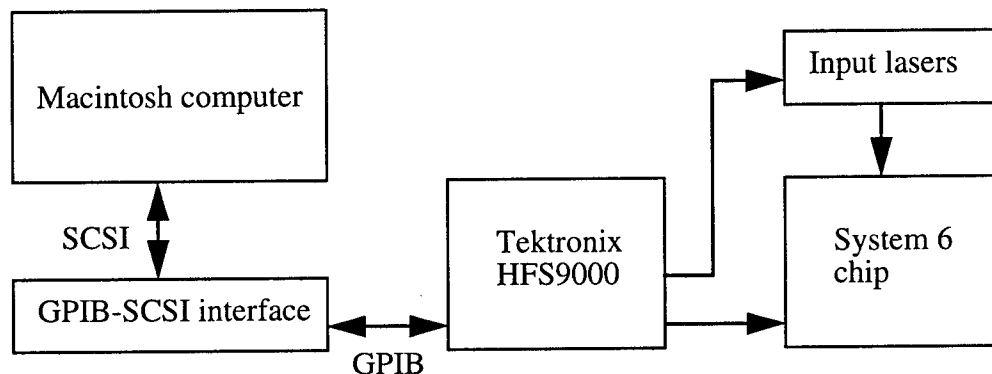 Macintosh computer
SCSI
GPIB-SCSI interface
GPIB
Tektronix
HFS9000
Input lasers
System 6
chip